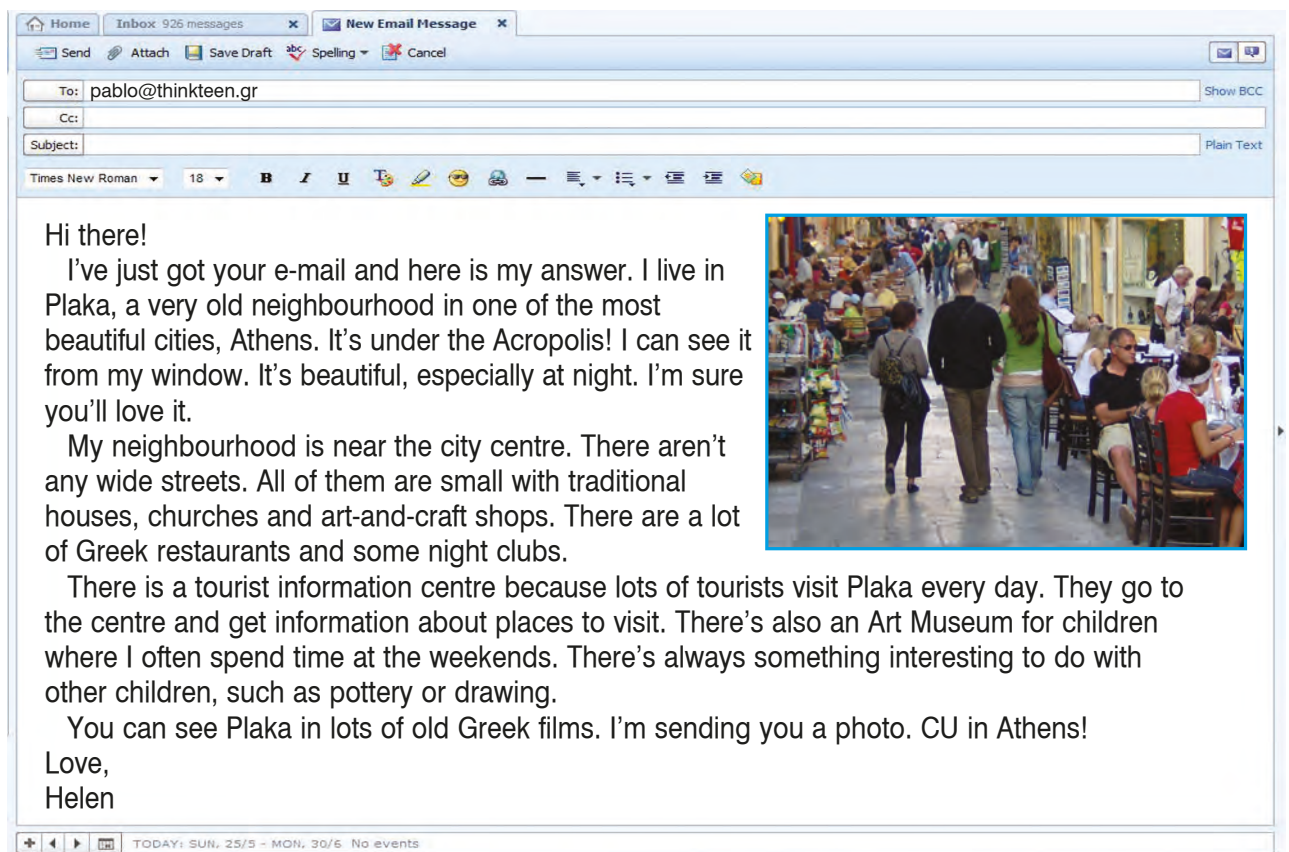 Home Inbox 926 messages x New Email Message x
Send Attach Save Draft abc Spelling Cancel
To: pablo@thinkteen.gr Show BCC
Cc:
Subject: Plain Text
Times New Roman 18 B I U T
Hi there!
I've just got your e-mail and here is my answer. I live in
Plaka, a very old neighbourhood in one of the most
beautiful cities, Athens. It's under the Acropolis! I can see it
from my window. It's beautiful, especially at night. I'm sure
you'll love it.
My neighbourhood is near the city centre. There aren't
any wide streets. All of them are small with traditional
houses, churches and art-and-craft shops. There are a lot
of Greek restaurants and some night clubs.
There is a tourist information centre because lots of tourists visit Plaka every day. They go to
the centre and get information about places to visit. There's also an Art Museum for children
where I often spend time at the weekends. There's always something interesting to do with
other children, such as pottery or drawing.
You can see Plaka in lots of old Greek films. I'm sending you a photo. CU in Athens!
Love,
Helen
TODAY: SUN, 25/5 - MON, 30/6 No events